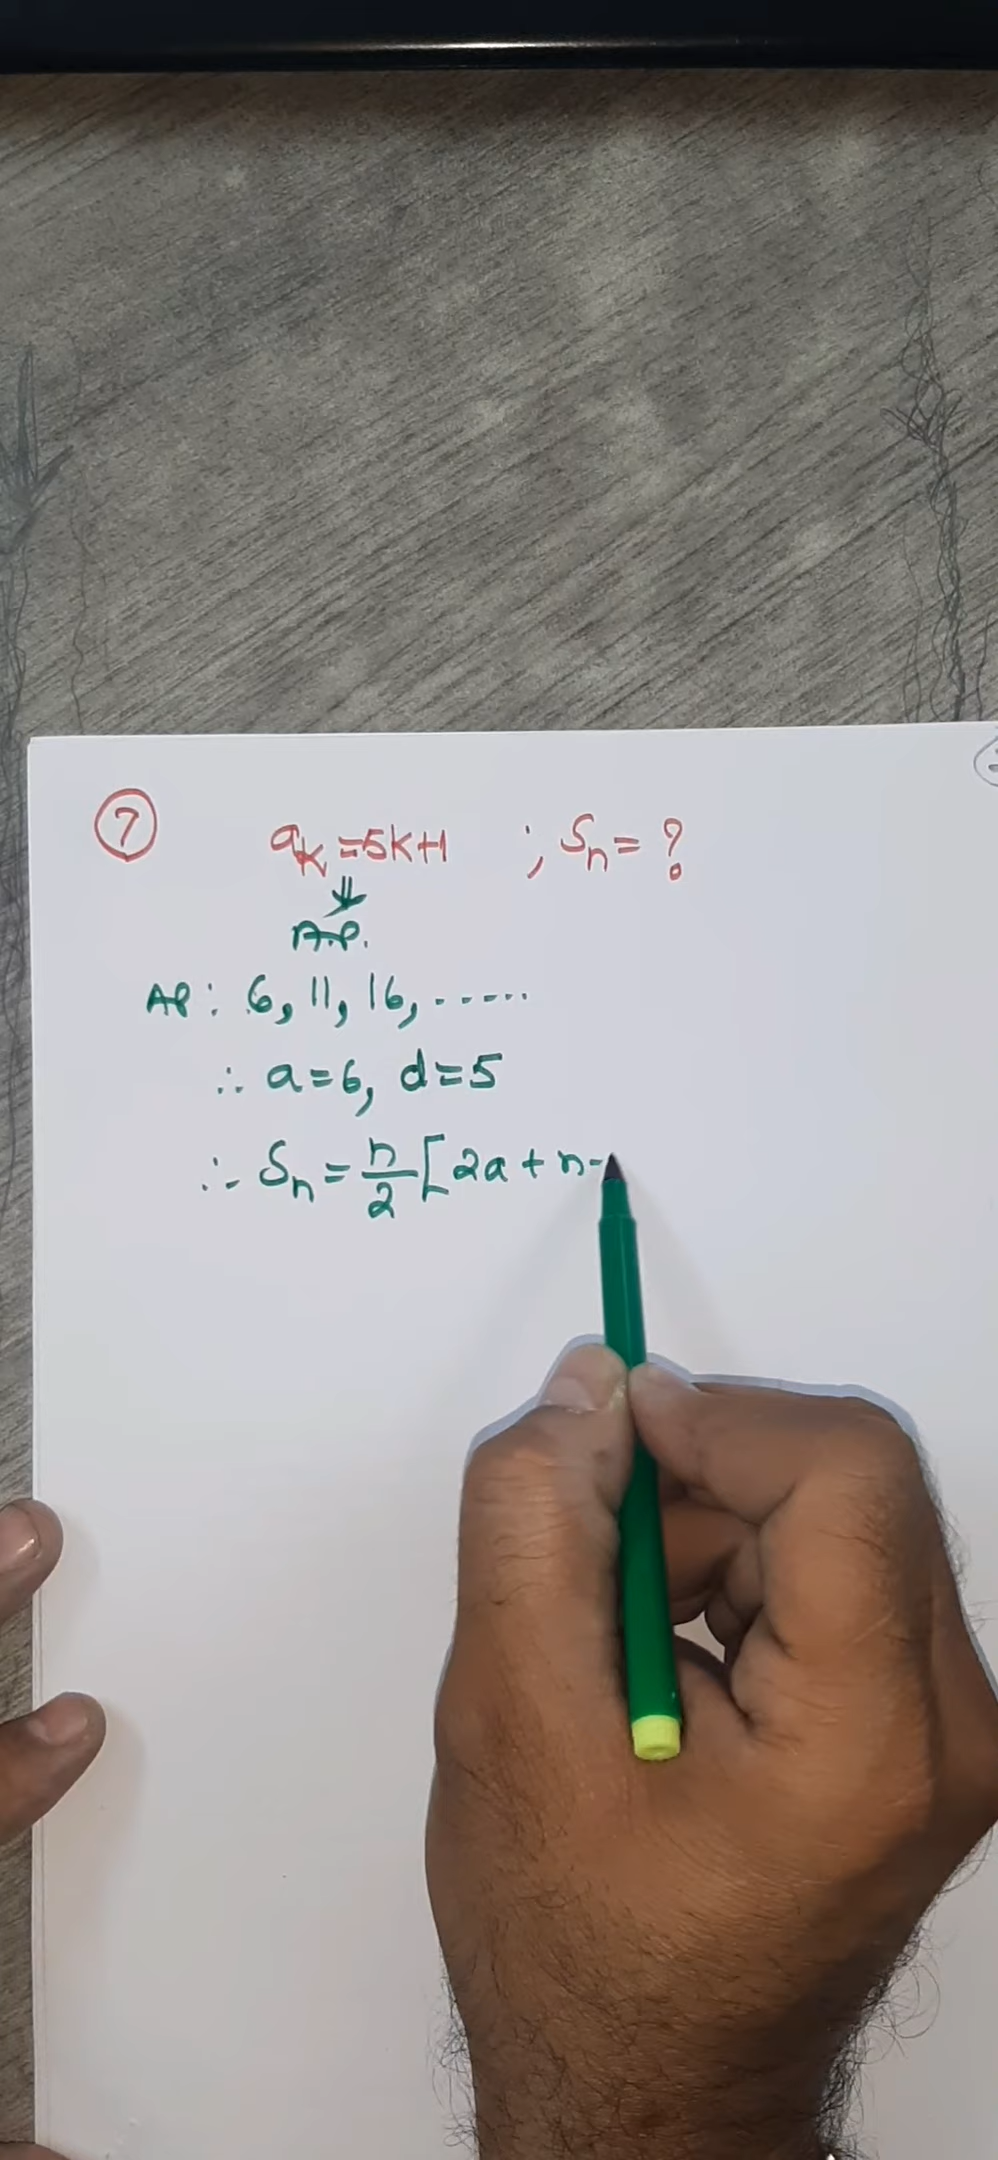 7 aₖ = 5k+1 ; Sₙ = ?
⇓
A.P.
AP : 6, 11, 16, ......
∴ a = 6, d = 5
∴ Sₙ = n/2 [2a + n -